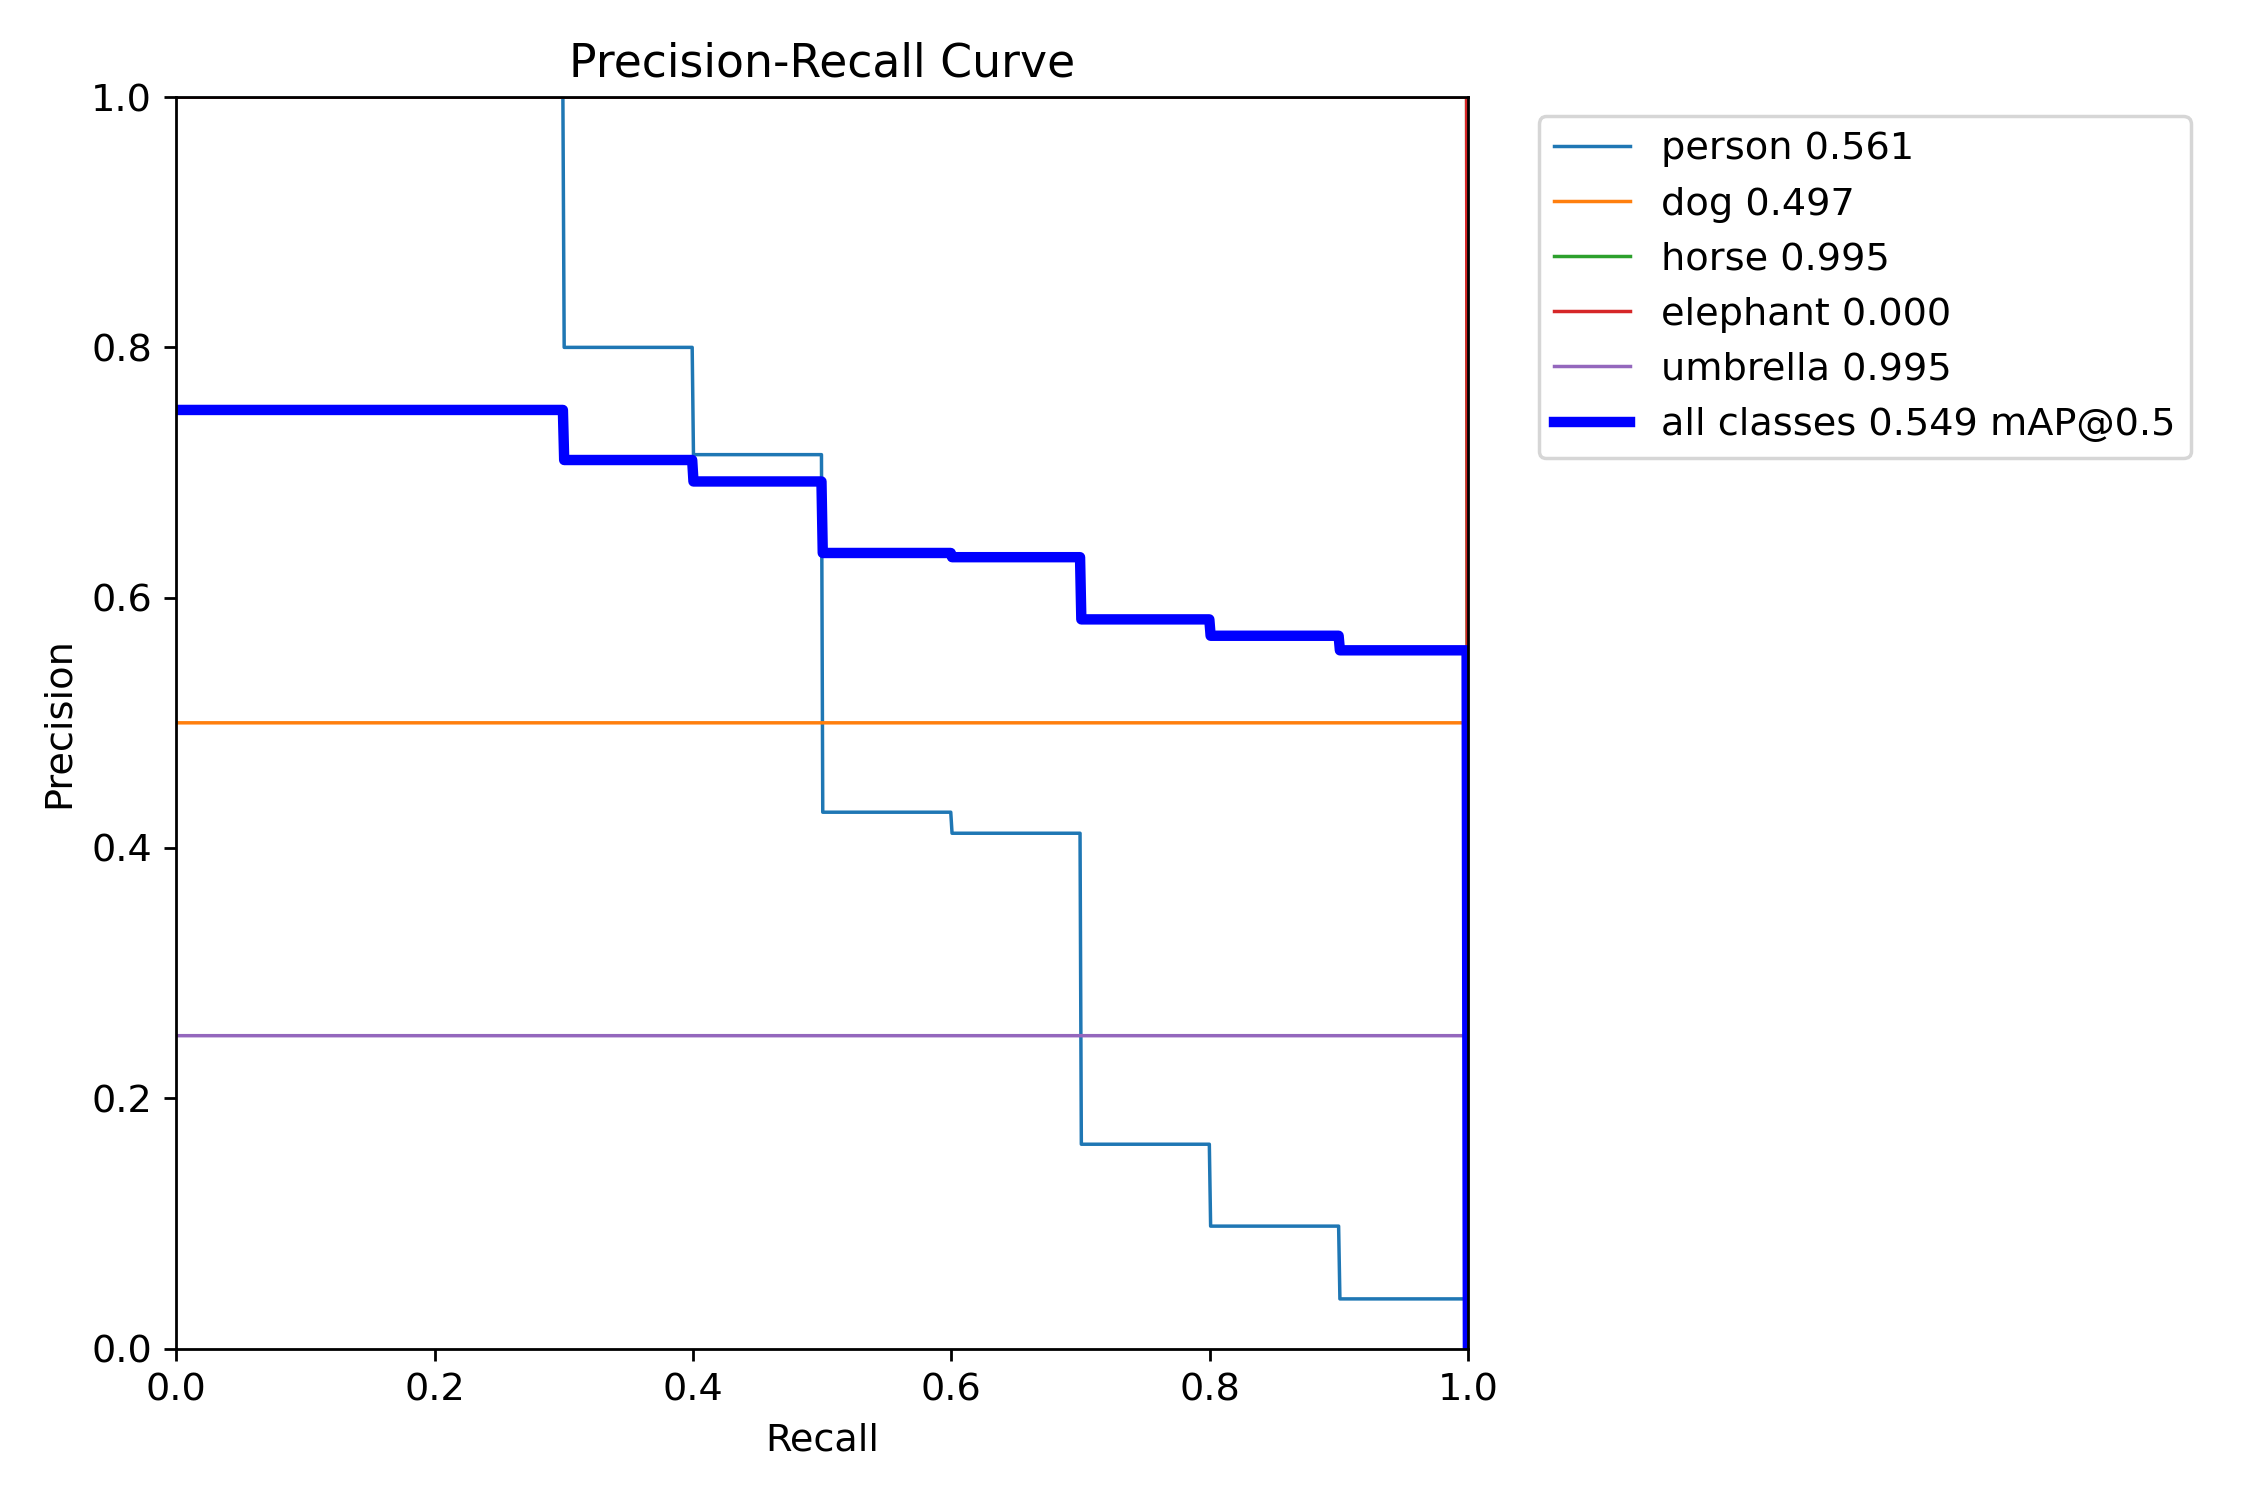 Precision-Recall Curve
1.0
0.8
0.6
0.4
0.2
0.0
Precision
0.0 0.2 0.4 0.6 0.8 1.0
Recall
person 0.561
dog 0.497
horse 0.995
elephant 0.000
umbrella 0.995
all classes 0.549 mAP@0.5